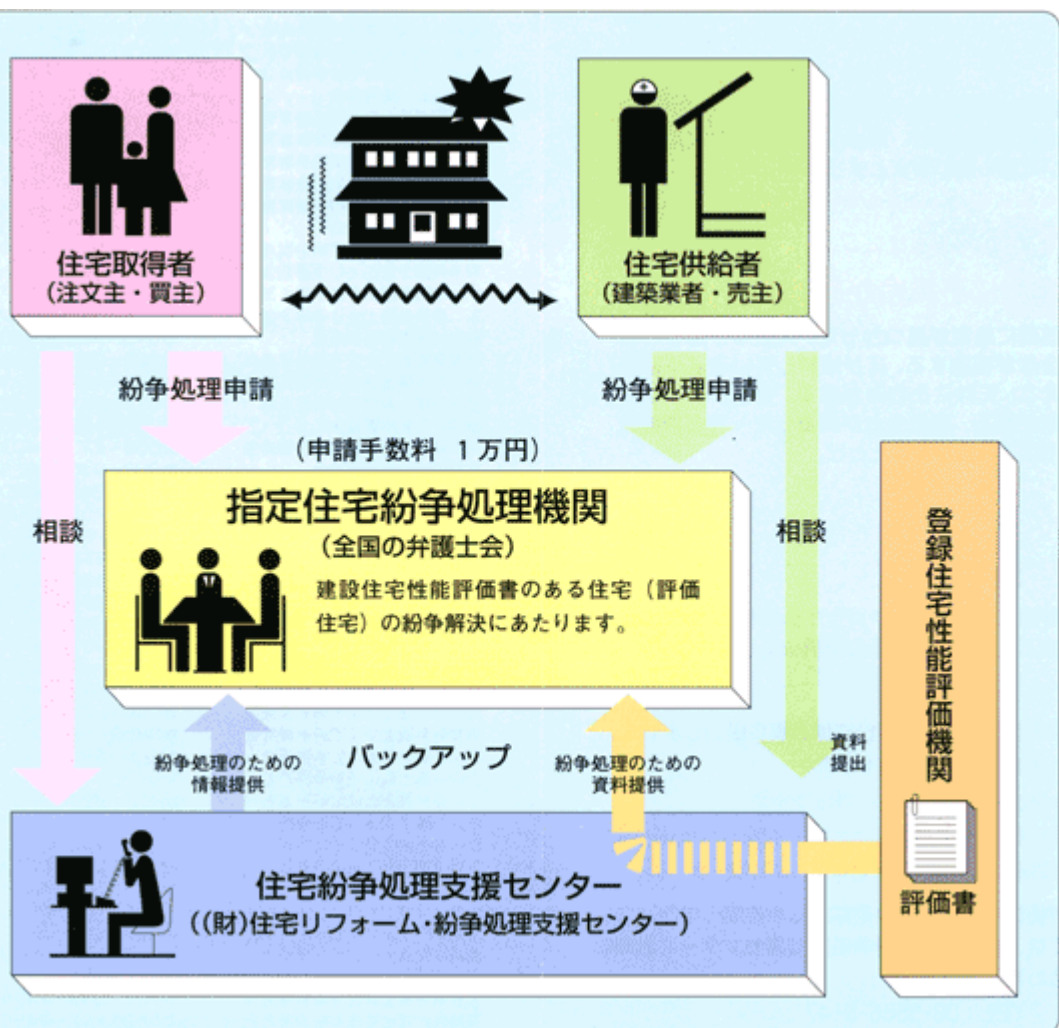 住宅取得者
（注文主・買主）
住宅供給者
（建築業者・売主）
紛争処理申請
紛争処理申請
（申請手数料 1万円）
指定住宅紛争処理機関
（全国の弁護士会）
建設住宅性能評価書のある住宅（評価
住宅）の紛争解決にあたります。
相談
相談
登録住宅性能評価機関
評価書
資料
提出
バックアップ
紛争処理のための
情報提供
紛争処理のための
資料提供
住宅紛争処理支援センター
（(財)住宅リフォーム・紛争処理支援センター）